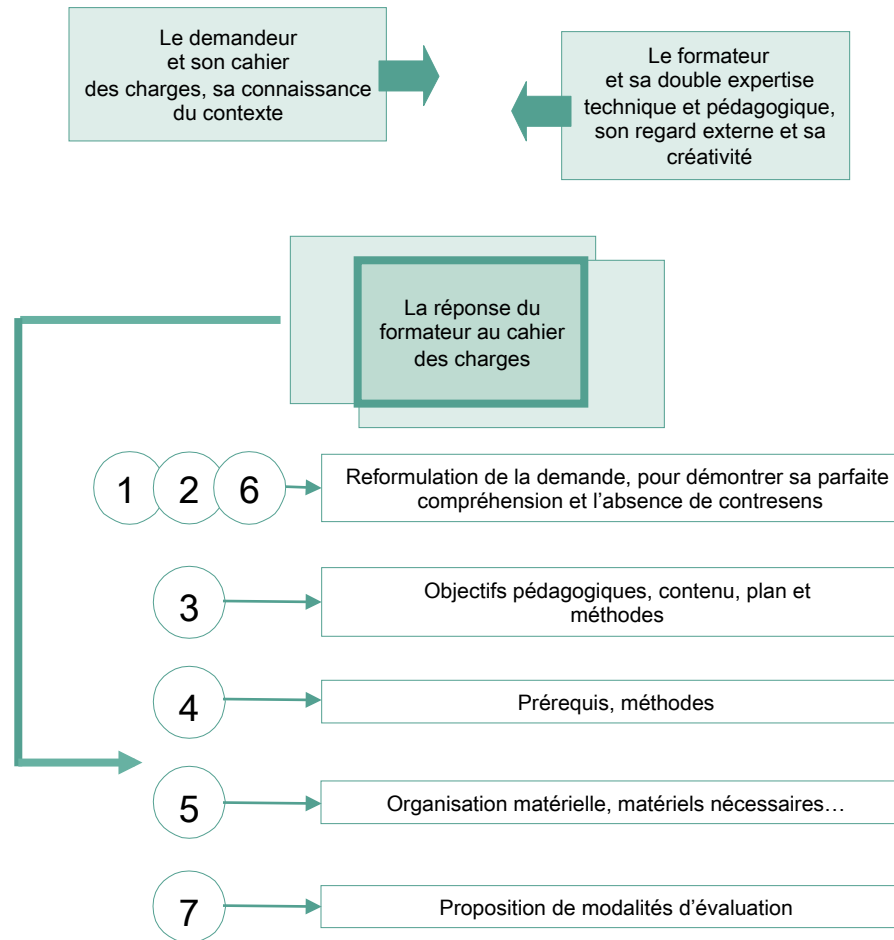 Le demandeur
et son cahier
des charges, sa connaissance
du contexte
Le formateur
et sa double expertise
technique et pédagogique,
son regard externe et sa
créativité
La réponse du
formateur au cahier
des charges
1 2 6
Reformulation de la demande, pour démontrer sa parfaite
compréhension et l’absence de contresens
3
Objectifs pédagogiques, contenu, plan et
méthodes
4
Prérequis, méthodes
5
Organisation matérielle, matériels nécessaires…
7
Proposition de modalités d’évaluation